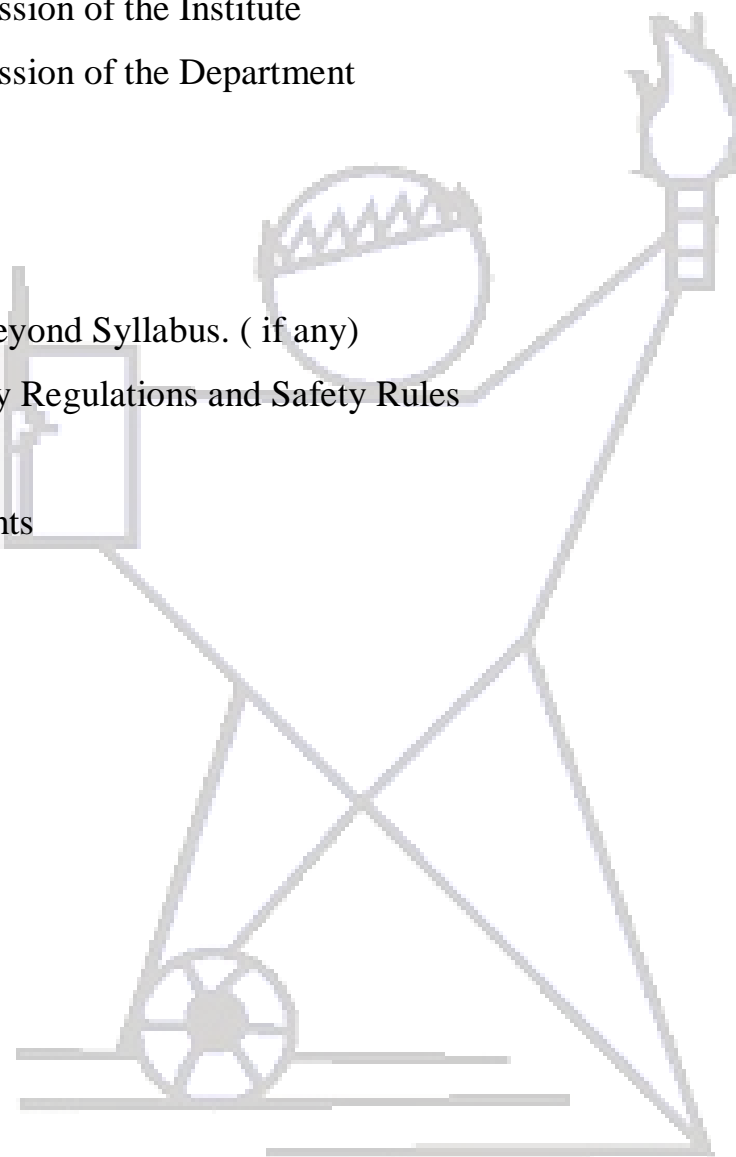 ssion of the Institute
ssion of the Department
eyond Syllabus. ( if any)
y Regulations and Safety Rules
nts